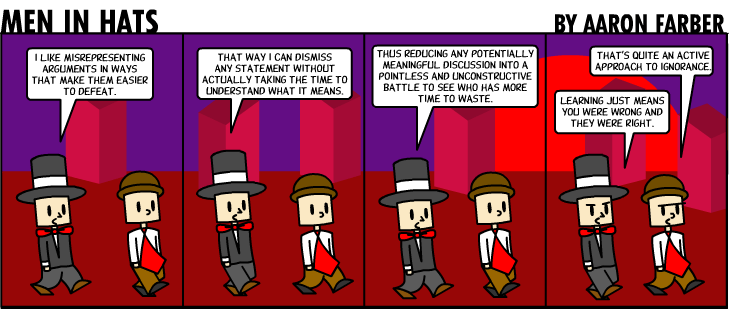 MEN IN HATS
BY AARON FARBER
I LIKE MISREPRESENTING
ARGUMENTS IN WAYS
THAT MAKE THEM EASIER
TO DEFEAT.
THAT WAY I CAN DISMISS
ANY STATEMENT WITHOUT
ACTUALLY TAKING THE TIME TO
UNDERSTAND WHAT IT MEANS.
THUS REDUCING ANY POTENTIALLY
MEANINGFUL DISCUSSION INTO A
POINTLESS AND UNCONSTRUCTIVE
BATTLE TO SEE WHO HAS MORE
TIME TO WASTE.
THAT'S QUITE AN ACTIVE
APPROACH TO IGNORANCE.
LEARNING JUST MEANS
YOU WERE WRONG AND
THEY WERE RIGHT.